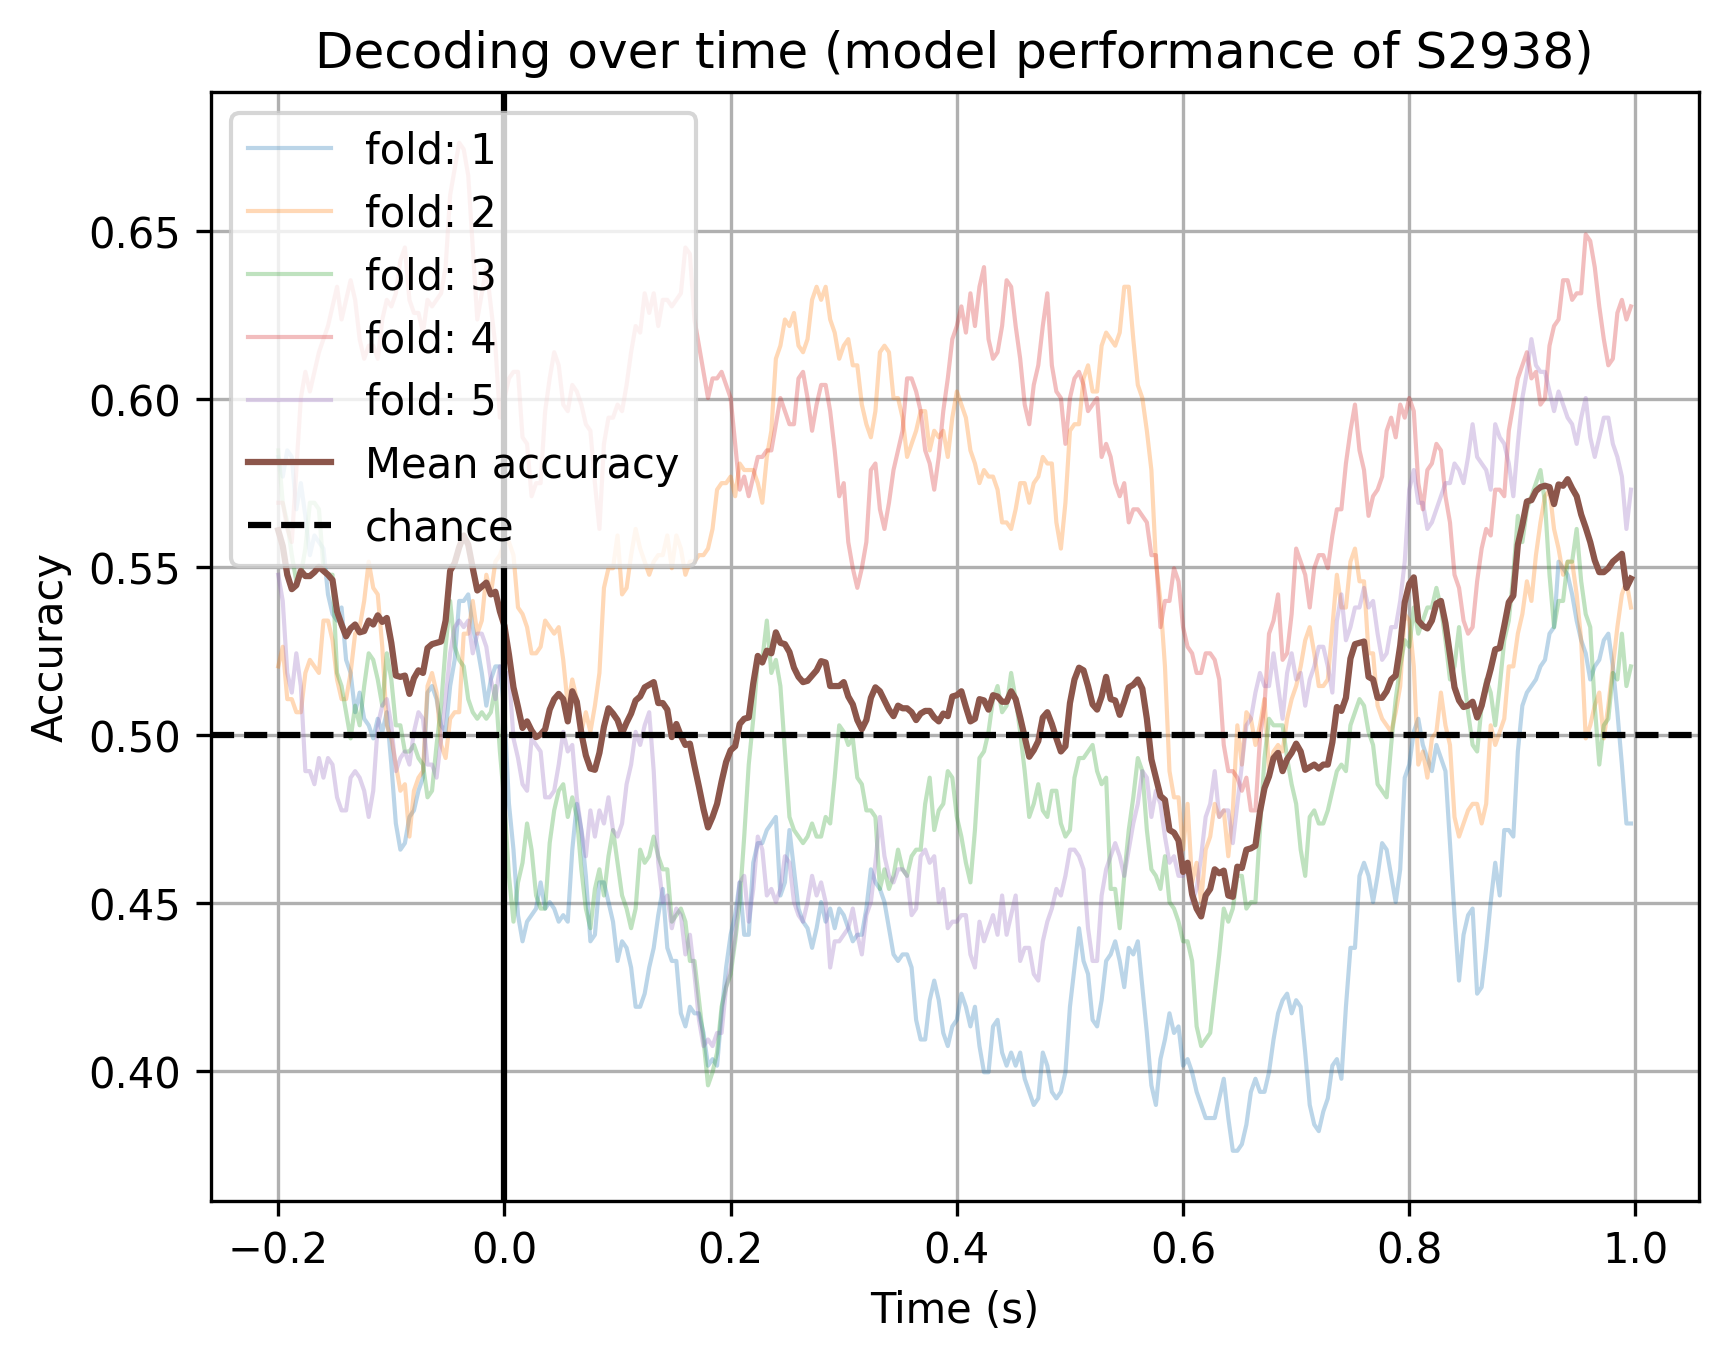 Decoding over time (model performance of S2938)
fold: 1
fold: 2
fold: 3
fold: 4
fold: 5
Mean accuracy
chance
0.65
0.60
0.55
0.50
0.45
0.40
Accuracy
−0.2
0.0
0.2
0.4
0.6
0.8
1.0
Time (s)